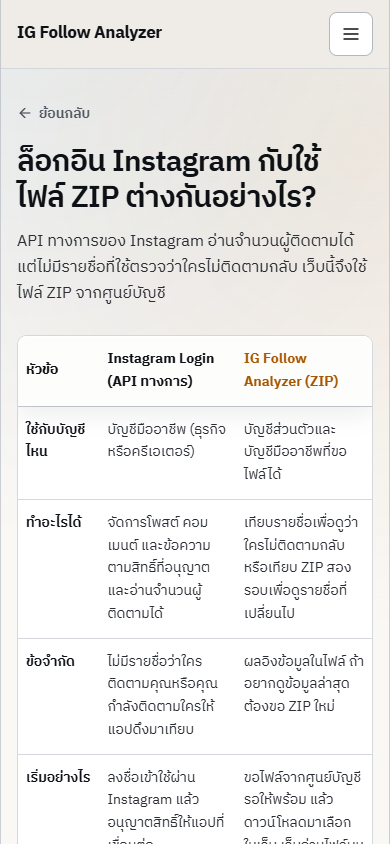 IG Follow Analyzer
← ย้อนกลับ
ล็อกอิน Instagram กับใช้
ไฟล์ ZIP ต่างกันอย่างไร?
API ทางการของ Instagram อ่านจำนวนผู้ติดตามได้
แต่ไม่มีรายชื่อที่ใช้ตรวจว่าใครไม่ติดตามกลับ เว็บนี้จึงใช้
ไฟล์ ZIP จากศูนย์บัญชี
หัวข้อ
Instagram Login
(API ทางการ)
IG Follow
Analyzer (ZIP)
ใช้กับบัญชี
ไหน
บัญชีมืออาชีพ (ธุรกิจ
หรือครีเอเตอร์)
บัญชีส่วนตัวและ
บัญชีมืออาชีพที่ขอ
ไฟล์ได้
ทำอะไรได้
จัดการโพสต์ คอม
เมนต์ และข้อความ
ตามสิทธิ์ที่อนุญาต
และอ่านจำนวนผู้
ติดตามได้
เทียบรายชื่อเพื่อดูว่า
ใครไม่ติดตามกลับ
หรือเทียบ ZIP สอง
รอบเพื่อดูรายชื่อที่
เปลี่ยนไป
ข้อจำกัด
ไม่มีรายชื่อว่าใคร
ติดตามคุณหรือคุณ
กำลังติดตามใครให้
แอปดึงมาเทียบ
ผลอิงข้อมูลในไฟล์ ถ้า
อยากดูข้อมูลล่าสุด
ต้องขอ ZIP ใหม่
เริ่มอย่างไร
ลงชื่อเข้าใช้ผ่าน
Instagram แล้ว
อนุญาตสิทธิ์ให้แอปที่
ขอไฟล์จากศูนย์บัญชี
รอให้พร้อม แล้ว
ดาวน์โหลดมาเลือก